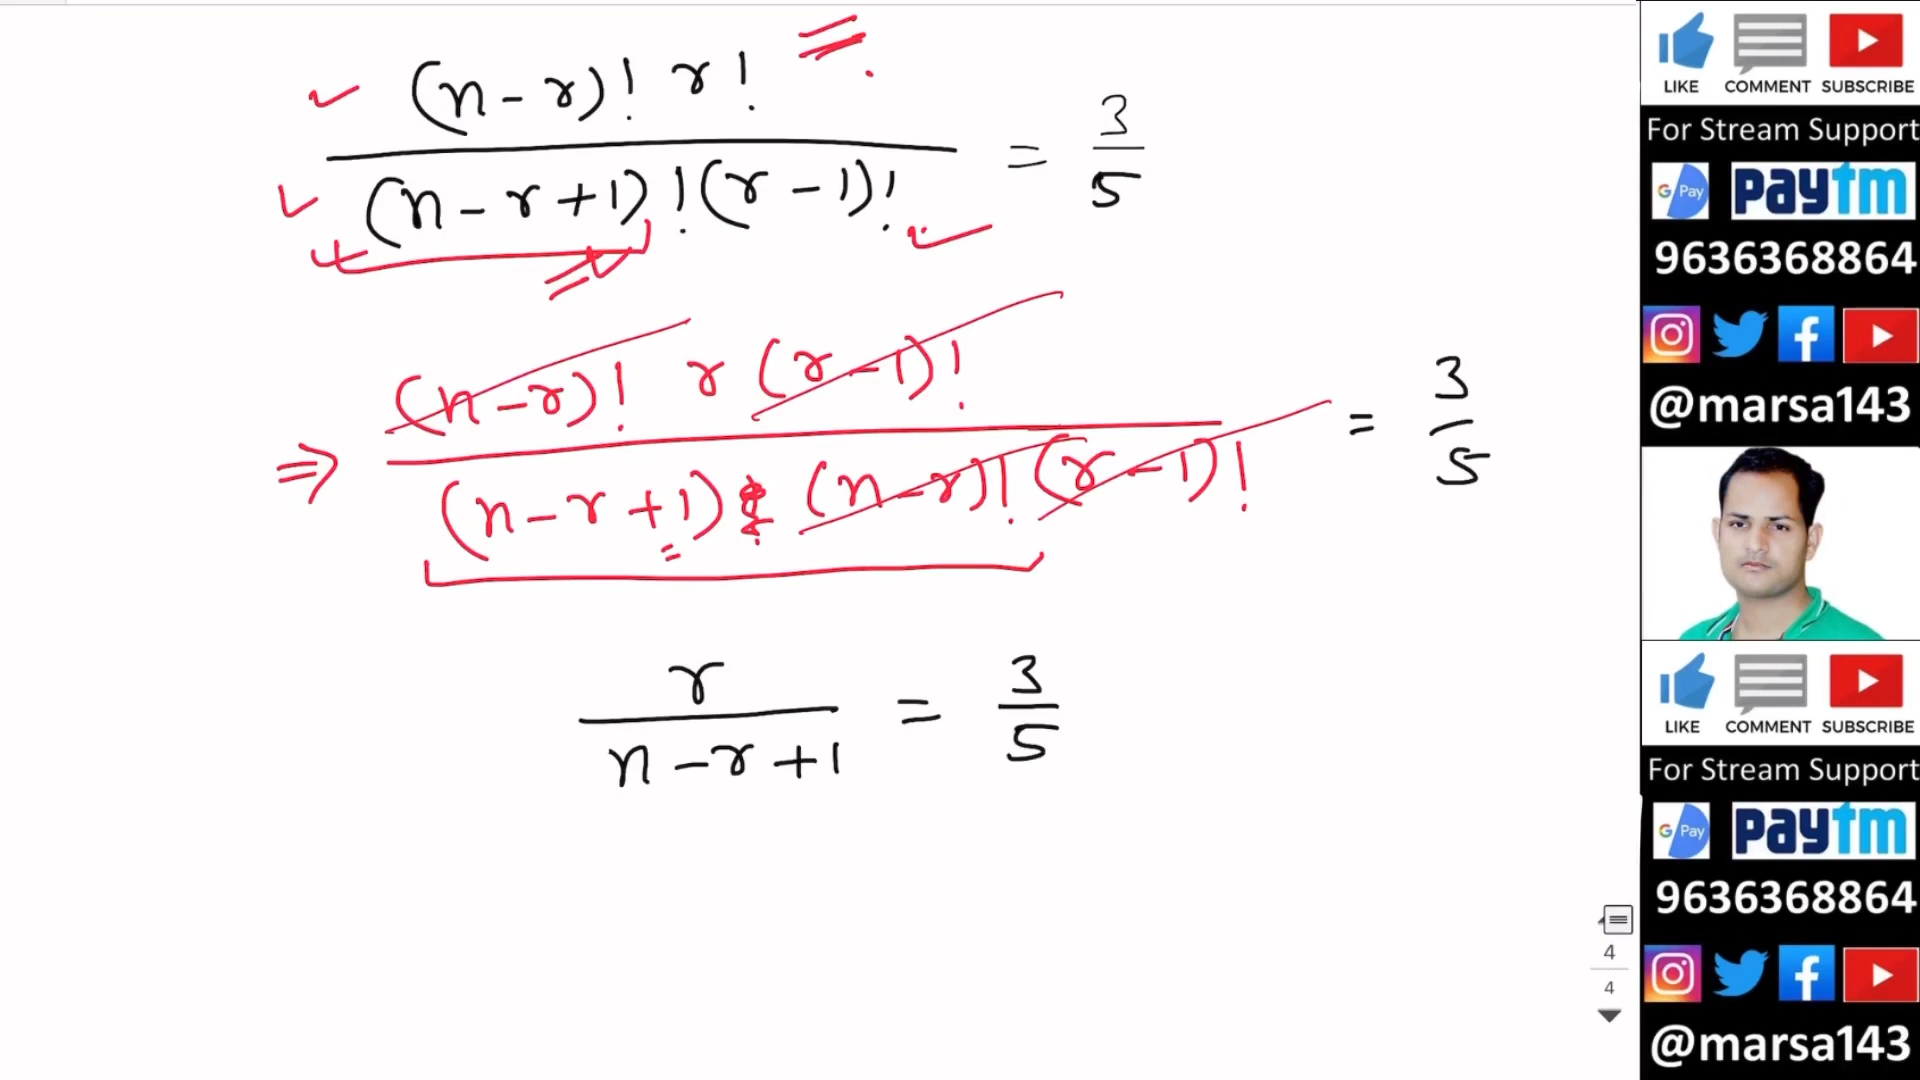 (n-r)! r!
(n-r+1)!(r-1)!
= 3/5
⇒ (n-r)! r (r-1)!
(n-r+1) (n-r)! (r-1)!
= 3/5
r
n-r+1
= 3/5
4
4
LIKE COMMENT SUBSCRIBE
For Stream Support
G Pay paytm
9636368864
@marsa143
LIKE COMMENT SUBSCRIBE
For Stream Support
G Pay paytm
9636368864
@marsa143